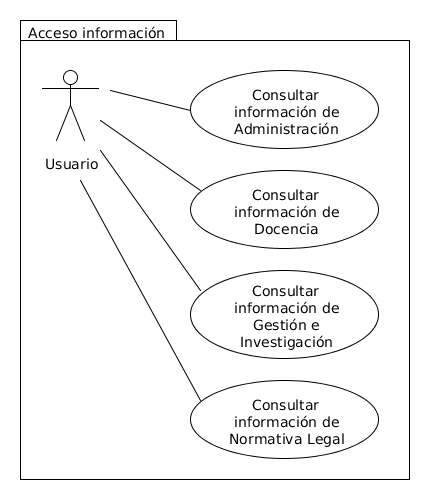 Acceso información
Consultar
información de
Administración
Usuario
Consultar
información de
Docencia
Consultar
información de
Gestión e
Investigación
Consultar
información de
Normativa Legal